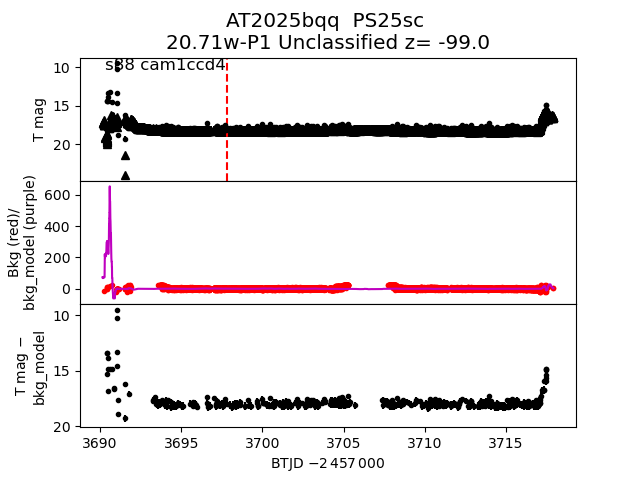 AT2025bqq  PS25sc
20.71w-P1 Unclassified z= -99.0
s88 cam1ccd4
10
15
20
T mag
600
400
200
0
Bkg (red)/
bkg_model (purple)
10
15
20
T mag −
bkg_model
3690 3695 3700 3705 3710 3715
BTJD −2 457 000